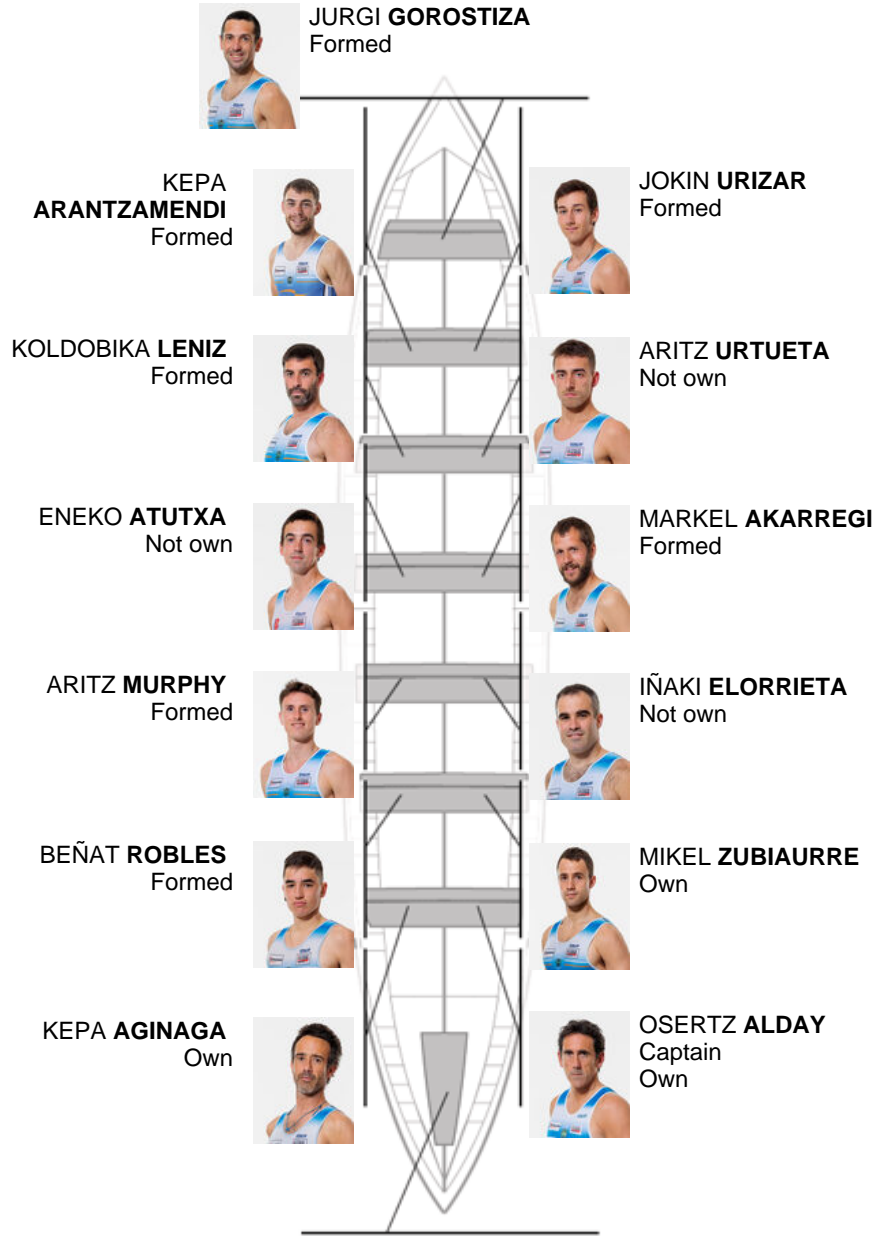 JURGI GOROSTIZA
Formed
KEPA
ARANTZAMENDI
Formed
JOKIN URIZAR
Formed
KOLDOBIKA LENIZ
Formed
ARITZ URTUETA
Not own
ENEKO ATUTXA
Not own
MARKEL AKARREGI
Formed
ARITZ MURPHY
Formed
IÑAKI ELORRIETA
Not own
BEÑAT ROBLES
Formed
MIKEL ZUBIAURRE
Own
KEPA AGINAGA
Own
OSERTZ ALDAY
Captain
Own